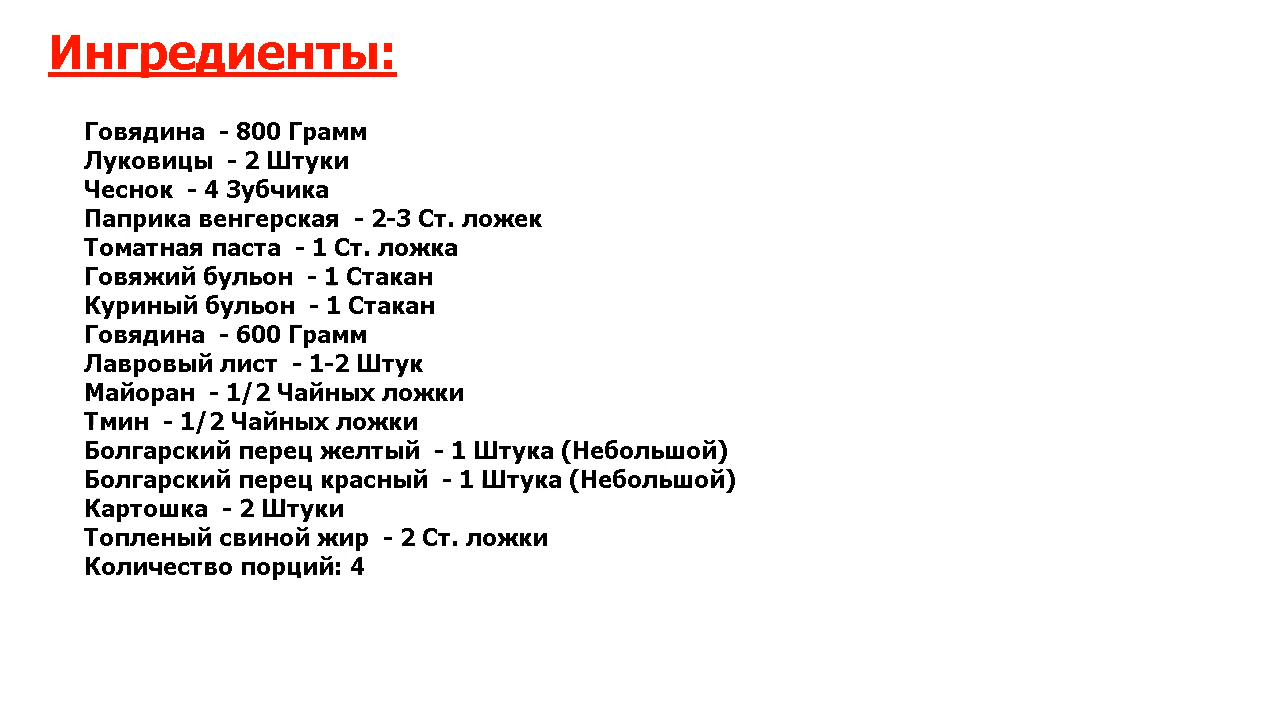 Ингредиенты:
Говядина  - 800 Грамм
Луковицы  - 2 Штуки
Чеснок  - 4 Зубчика
Паприка венгерская  - 2-3 Ст. ложек
Томатная паста  - 1 Ст. ложка
Говяжий бульон  - 1 Стакан
Куриный бульон  - 1 Стакан
Говядина  - 600 Грамм
Лавровый лист  - 1-2 Штук
Майоран  - 1/2 Чайных ложки
Тмин  - 1/2 Чайных ложки
Болгарский перец желтый  - 1 Штука (Небольшой)
Болгарский перец красный  - 1 Штука (Небольшой)
Картошка  - 2 Штуки
Топленый свиной жир  - 2 Ст. ложки
Количество порций: 4